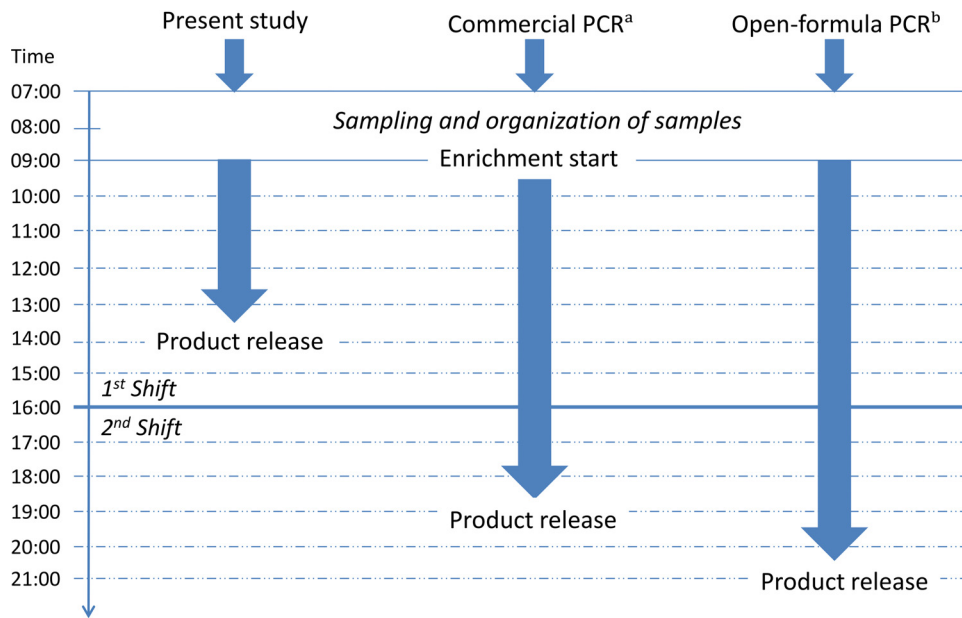 Present study
Commercial PCRᵃ
Open-formula PCRᵇ
Time
07:00
08:00
Sampling and organization of samples
09:00
Enrichment start
10:00
11:00
12:00
13:00
14:00
Product release
15:00
1st Shift
16:00
2nd Shift
17:00
18:00
19:00
Product release
20:00
21:00
Product release